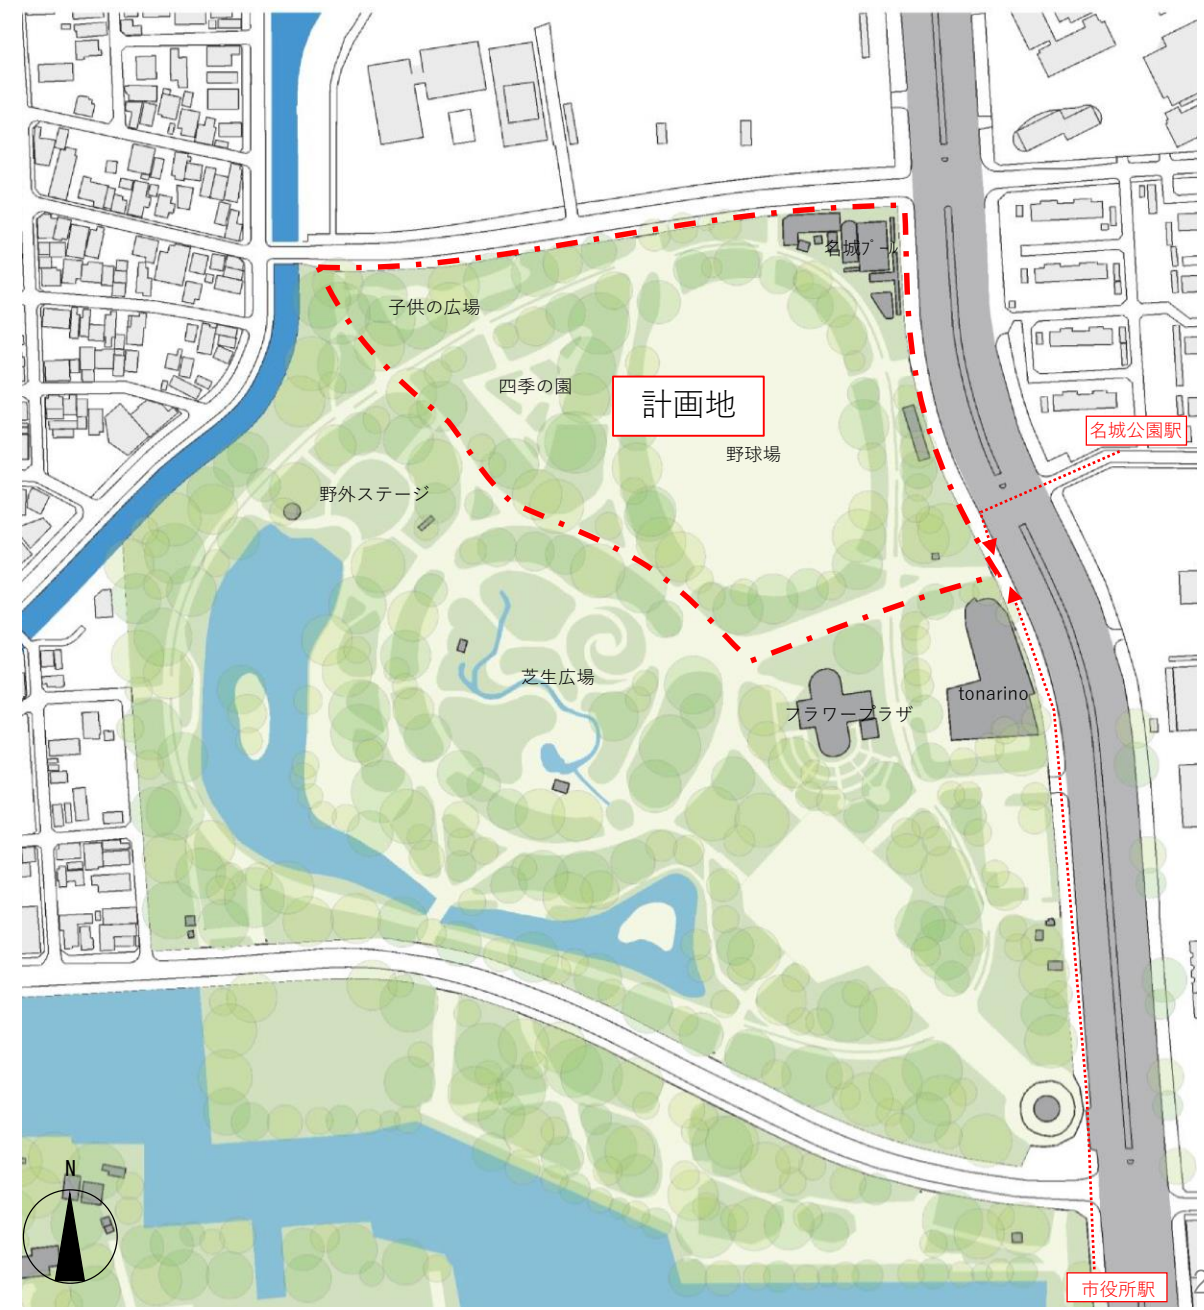 名城プール
子供の広場
四季の園
計画地
名城公園駅
野球場
野外ステージ
芝生広場
tonarino
フラワープラザ
N
市役所駅
2